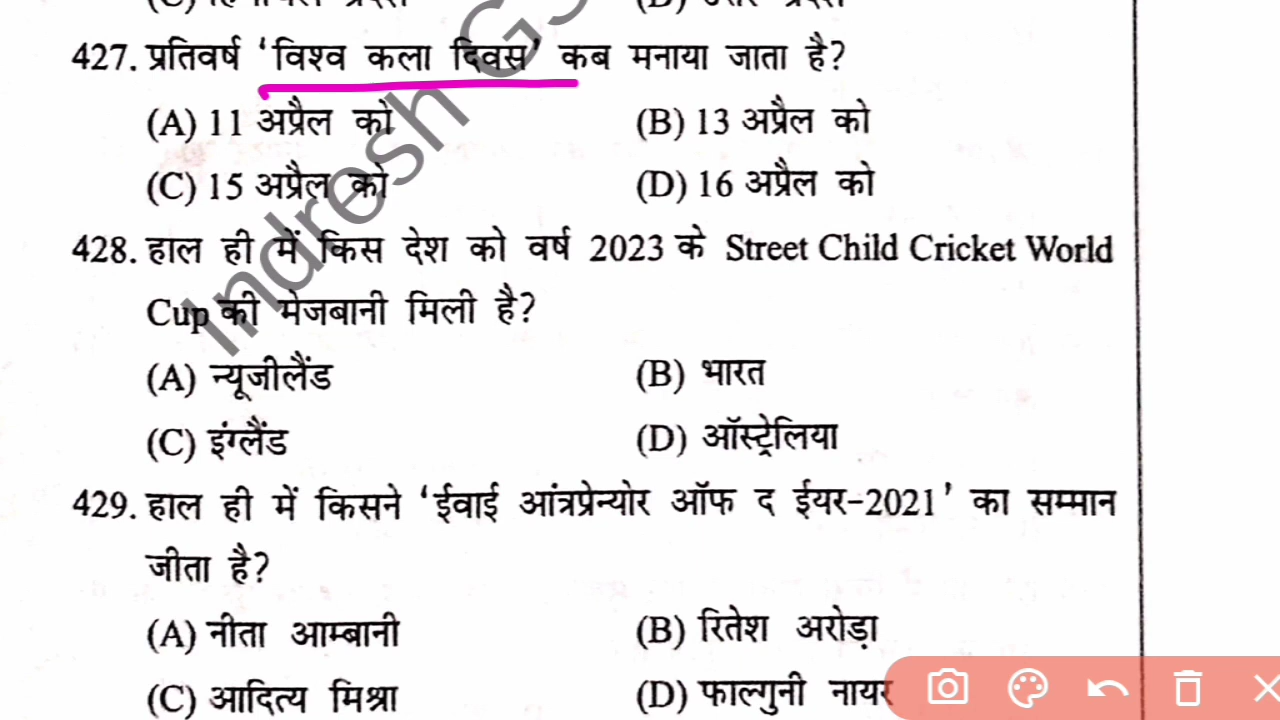 427. प्रतिवर्ष ‘विश्व कला दिवस’ कब मनाया जाता है?
(A) 11 अप्रैल को (B) 13 अप्रैल को
(C) 15 अप्रैल को (D) 16 अप्रैल को
428. हाल ही में किस देश को वर्ष 2023 के Street Child Cricket World
Cup की मेजबानी मिली है?
(A) न्यूजीलैंड (B) भारत
(C) इंग्लैंड (D) ऑस्ट्रेलिया
429. हाल ही में किसने ‘ईवाई आंत्रप्रेन्योर ऑफ द ईयर-2021’ का सम्मान
जीता है?
(A) नीता आम्बानी (B) रितेश अरोड़ा
(C) आदित्य मिश्रा (D) फाल्गुनी नायर
Indresh